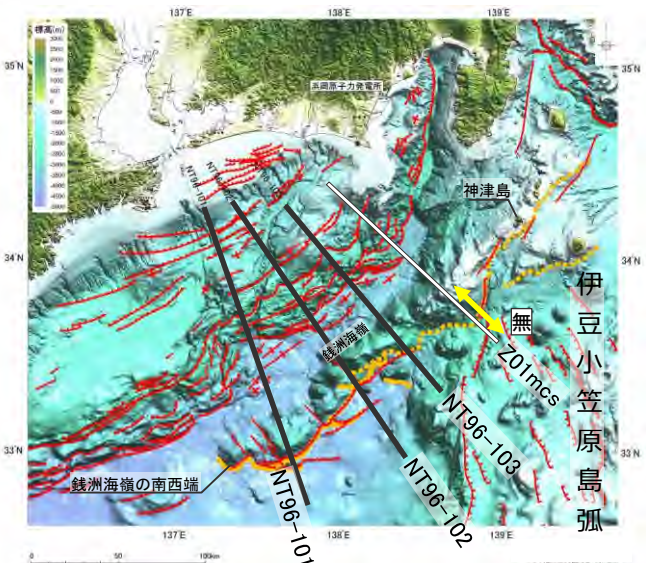 137°E
138°E
139°E
標高(m)
35°N
35°N
浜岡原子力発電所
神津島
34°N
34°N
無
伊豆小笠原島弧
銭洲海嶺
Z01mcs
NT96-103
33°N
33°N
銭洲海嶺の南西端
NT96-102
NT96-101
137°E
138°E
139°E
0 50 100km